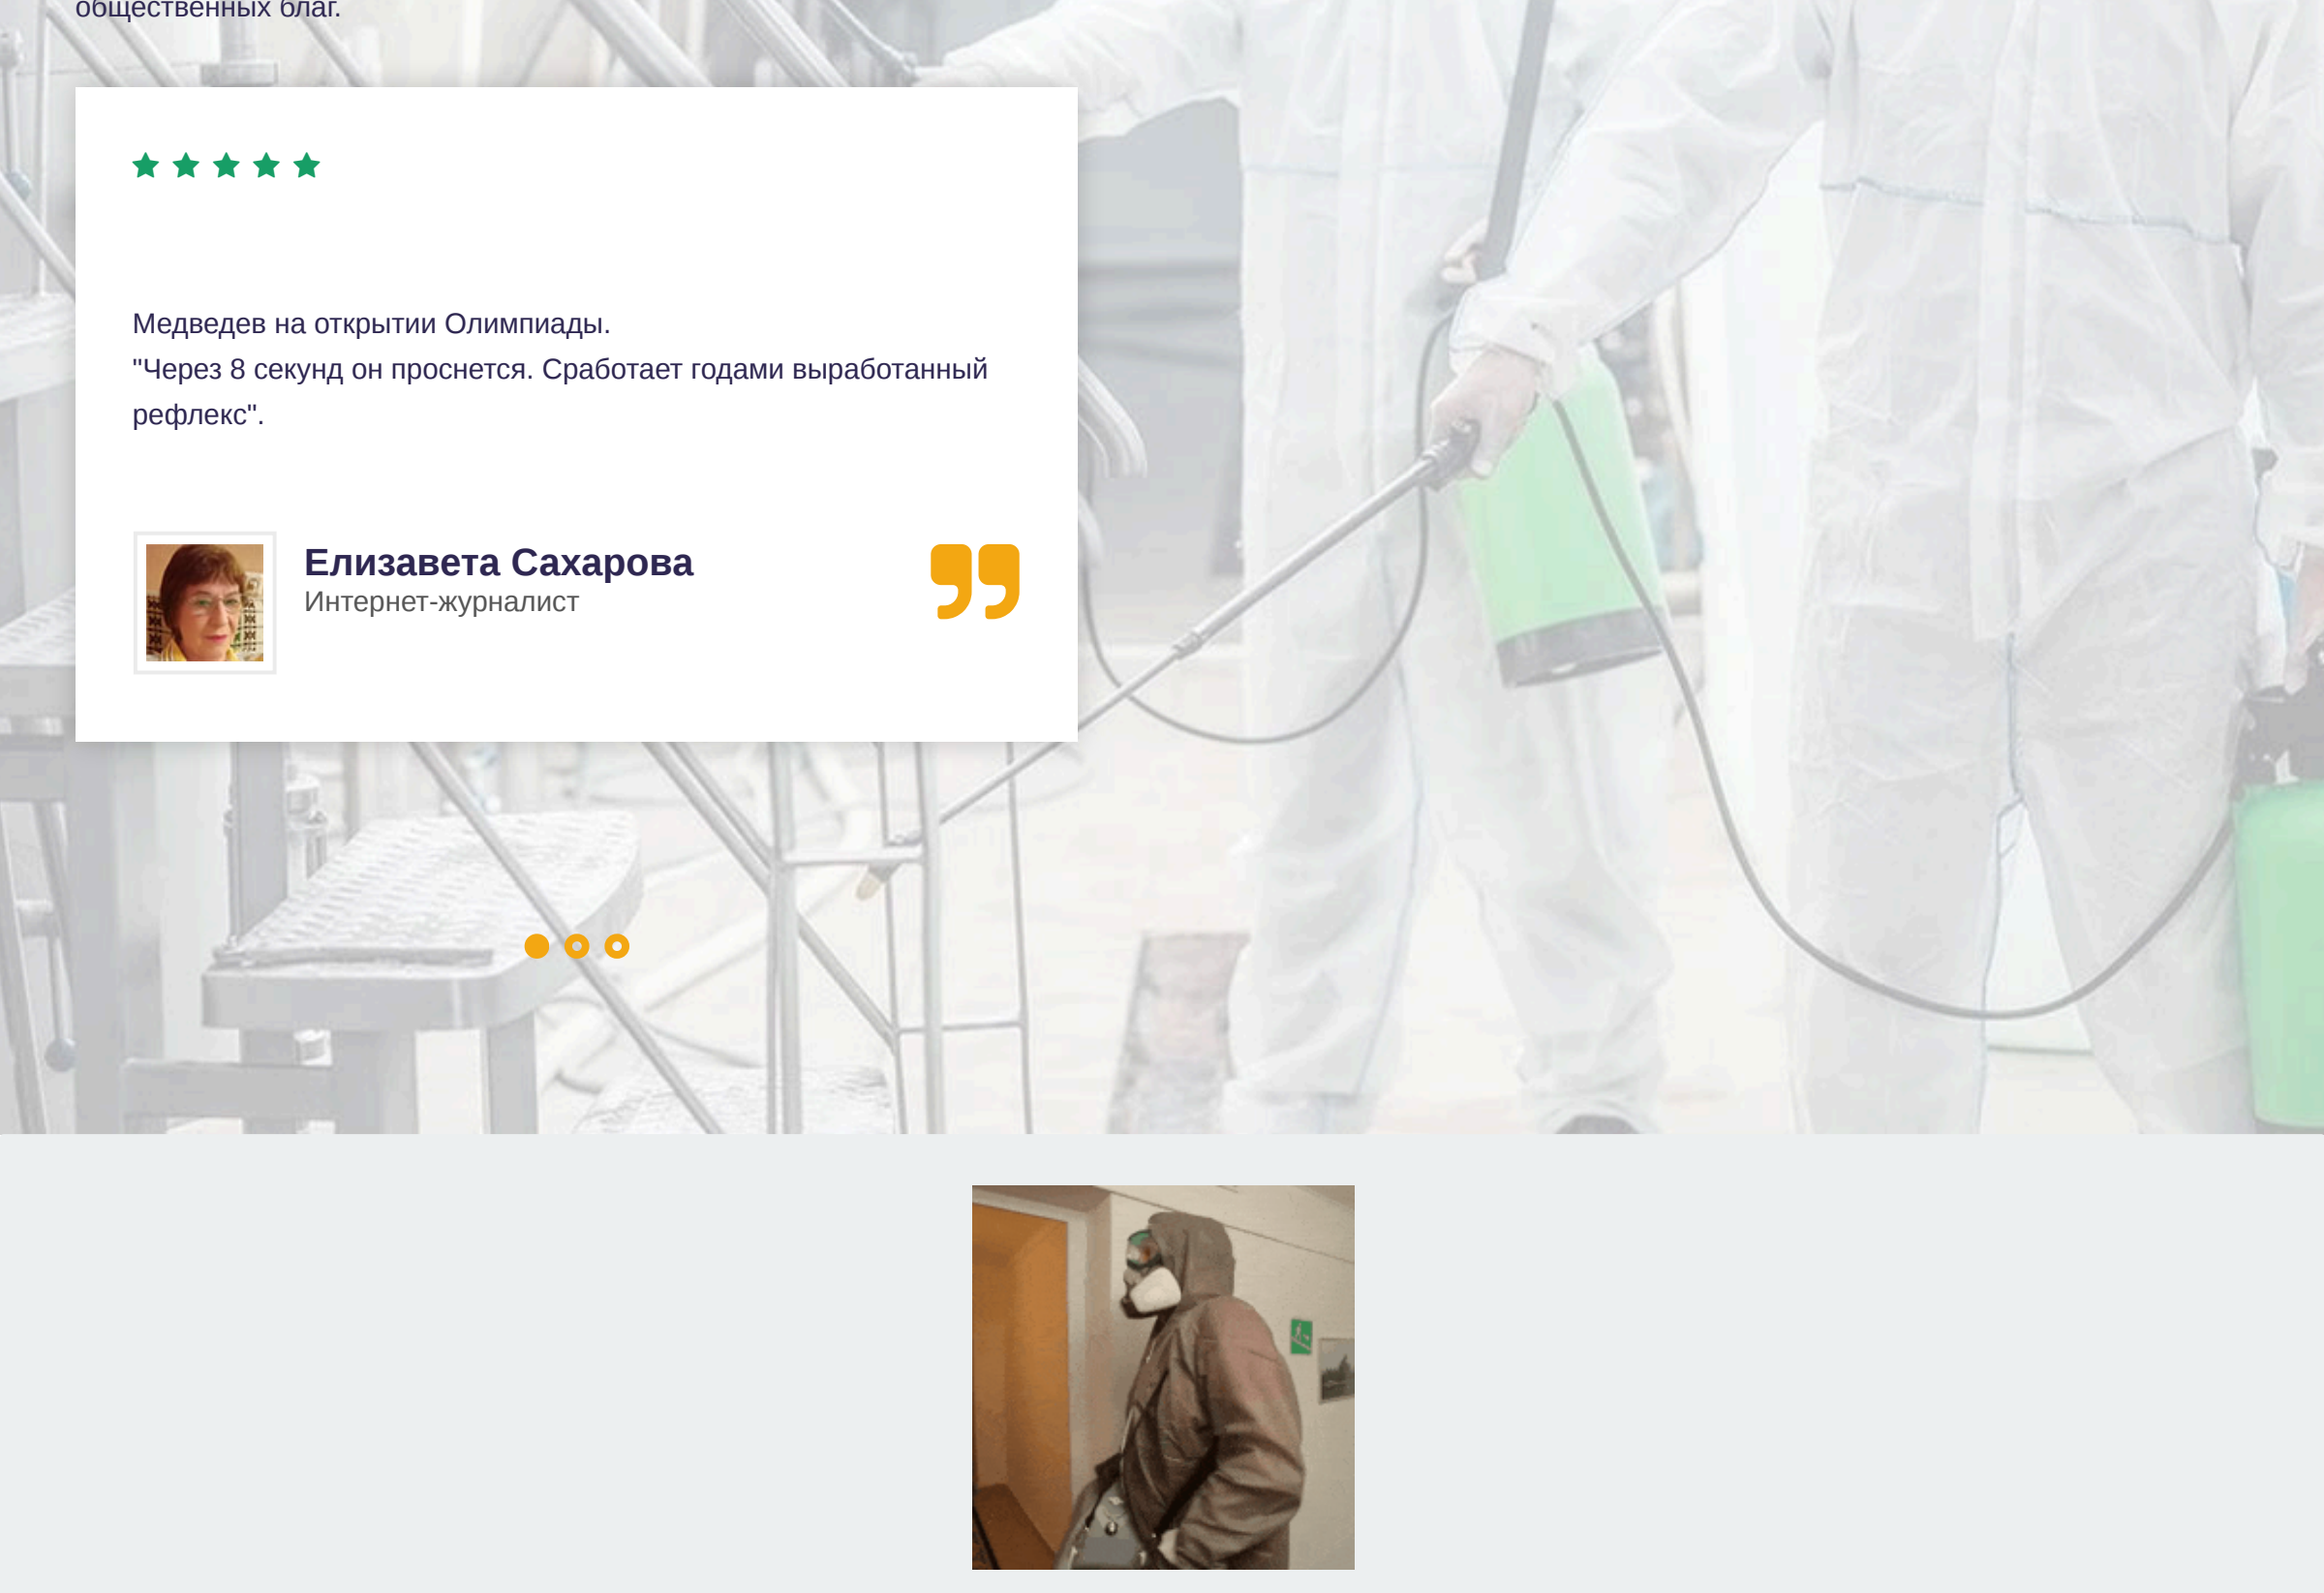 общественных благ.
Медведев на открытии Олимпиады.
"Через 8 секунд он проснется. Сработает годами выработанный
рефлекс".
Елизавета Сахарова
Интернет-журналист